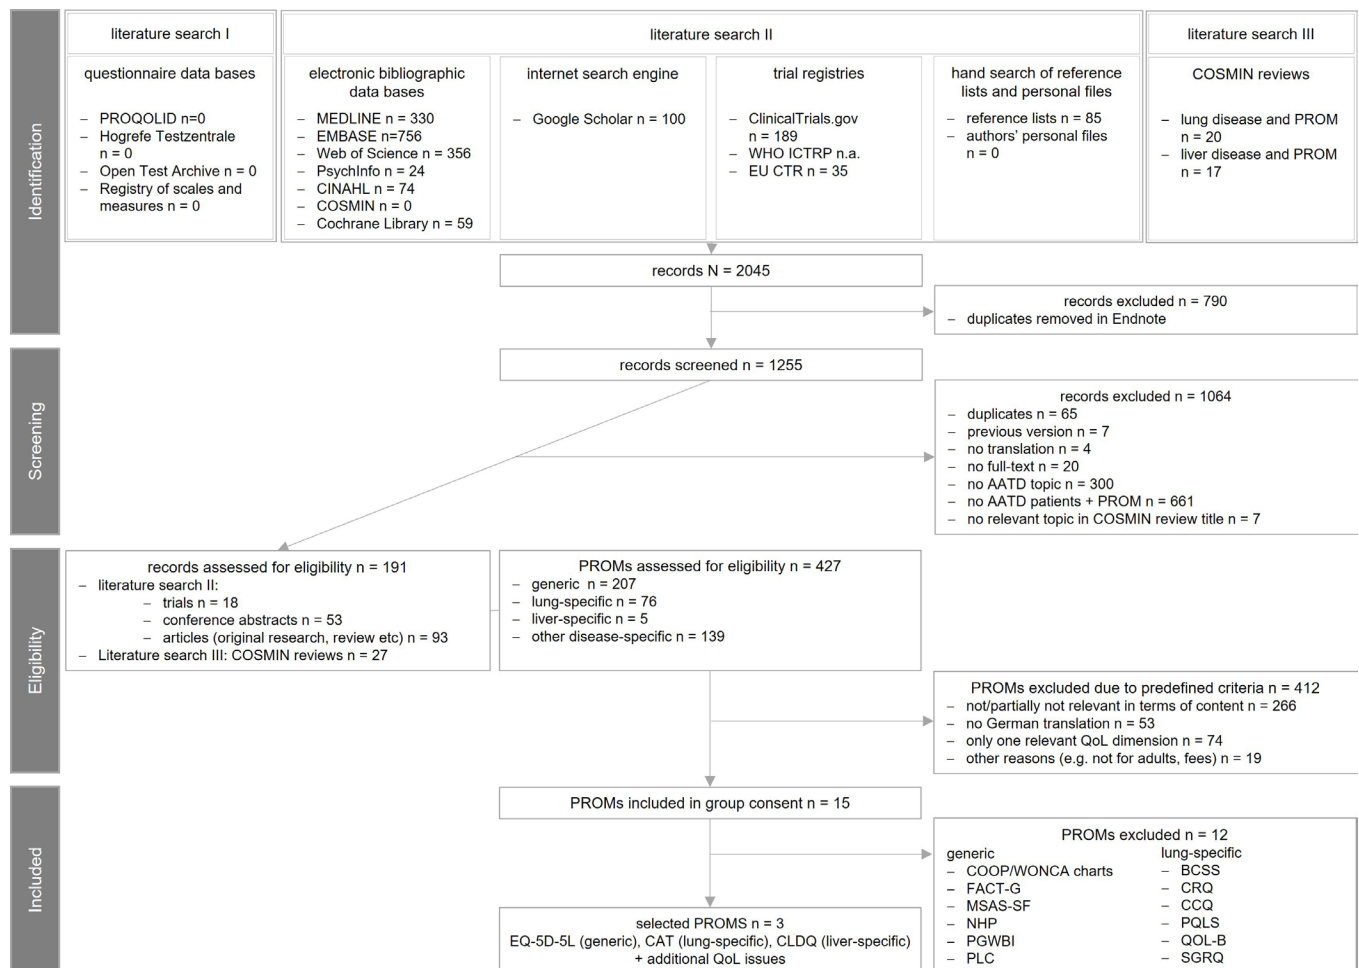 Identification
literature search I
questionnaire data bases
– PROQOLID n=0
– Hogrefe Testzentrale
n = 0
– Open Test Archive n = 0
– Registry of scales and
measures n = 0
literature search II
electronic bibliographic
data bases
– MEDLINE n = 330
– EMBASE n=756
– Web of Science n = 356
– PsychInfo n = 24
– CINAHL n = 74
– COSMIN n = 0
– Cochrane Library n = 59
internet search engine
– Google Scholar n = 100
trial registries
– ClinicalTrials.gov
n = 189
– WHO ICTRP n.a.
– EU CTR n = 35
hand search of reference
lists and personal files
– reference lists n = 85
– authors' personal files
n = 0
literature search III
COSMIN reviews
– lung disease and PROM
n = 20
– liver disease and PROM
n = 17
records N = 2045
records excluded n = 790
– duplicates removed in Endnote
Screening
records screened n = 1255
records excluded n = 1064
– duplicates n = 65
– previous version n = 7
– no translation n = 4
– no full-text n = 20
– no AATD topic n = 300
– no AATD patients + PROM n = 661
– no relevant topic in COSMIN review title n = 7
Eligibility
records assessed for eligibility n = 191
– literature search II:
– trials n = 18
– conference abstracts n = 53
– articles (original research, review etc) n = 93
– Literature search III: COSMIN reviews n = 27
PROMs assessed for eligibility n = 427
– generic n = 207
– lung-specific n = 76
– liver-specific n = 5
– other disease-specific n = 139
PROMs excluded due to predefined criteria n = 412
– not/partially not relevant in terms of content n = 266
– no German translation n = 53
– only one relevant QoL dimension n = 74
– other reasons (e.g. not for adults, fees) n = 19
Included
PROMs included in group consent n = 15
PROMs excluded n = 12
generic
– COOP/WONCA charts
– FACT-G
– MSAS-SF
– NHP
– PGWBI
– PLC
lung-specific
– BCSS
– CRQ
– CCQ
– PQLS
– QOL-B
– SGRQ
selected PROMS n = 3
EQ-5D-5L (generic), CAT (lung-specific), CLDQ (liver-specific)
+ additional QoL issues